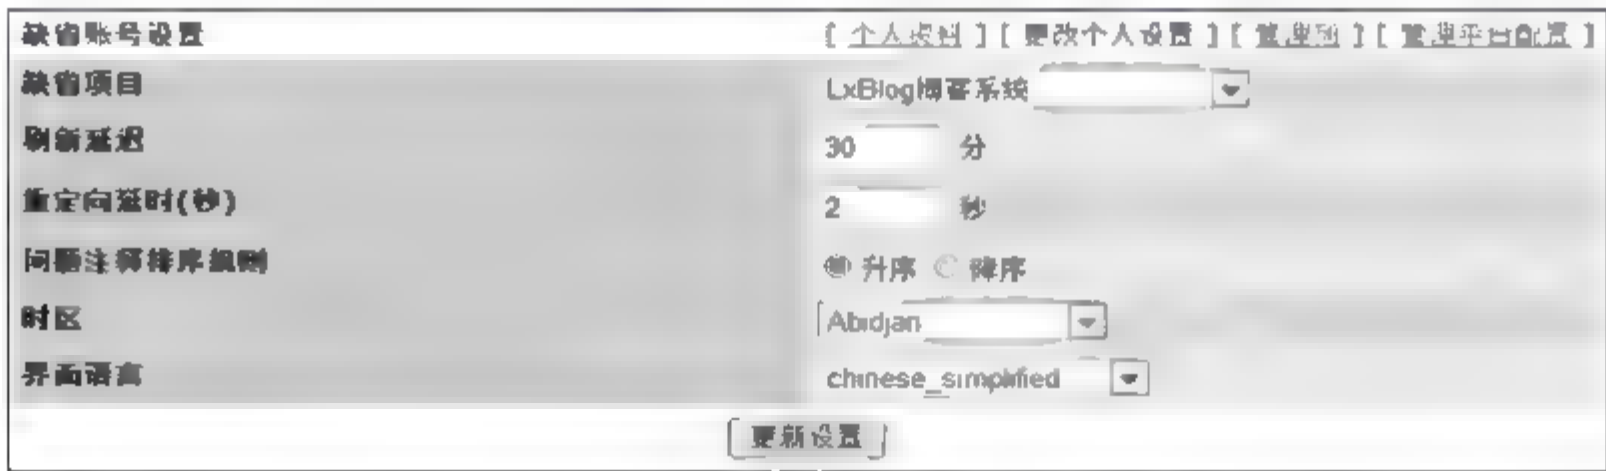 缺省账号设置 [ 个人资料 ] [ 更改个人设置 ] [ 管理列 ] [ 管理平台配置 ]
缺省项目 LxBlog博客系统
刷新延迟 30 分
重定向延时(秒) 2 秒
问题注释排序规则 升序 降序
时区 Abidjan
界面语言 chinese_simplified
更新设置